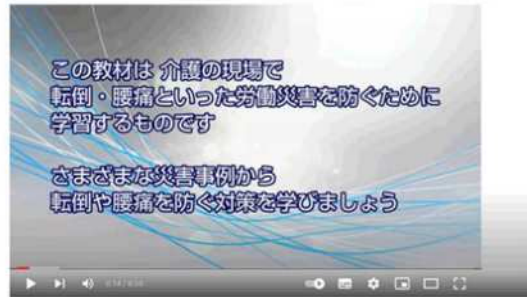 この教材は 介護の現場で
転倒・腰痛といった労働災害を防ぐために
学習するものです
さまざまな災害事例から
転倒や腰痛を防ぐ対策を学びましょう